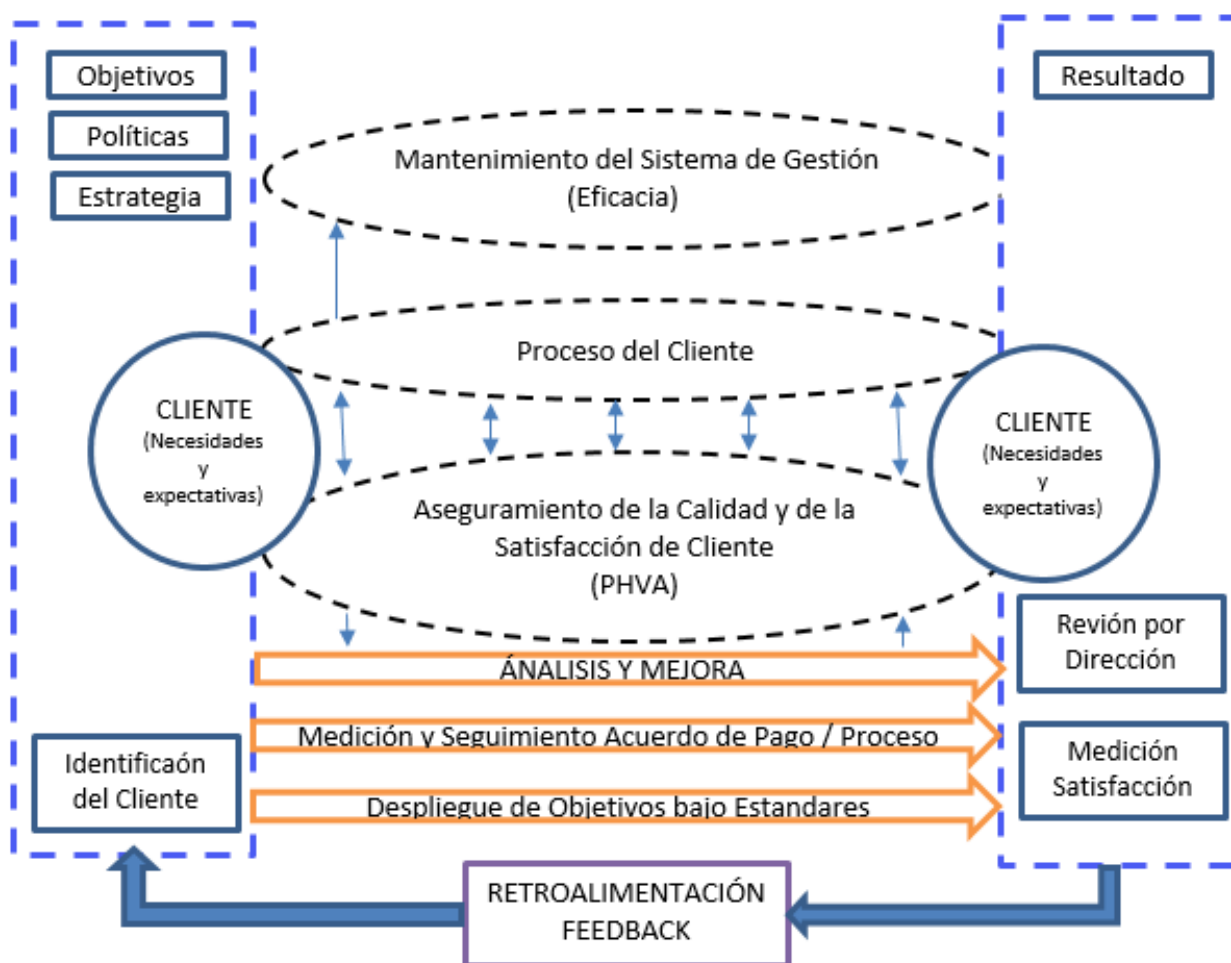 Objetivos
Políticas
Estrategia
Resultado
Mantenimiento del Sistema de Gestión
(Eficacia)
Proceso del Cliente
CLIENTE
(Necesidades
y
expectativas)
CLIENTE
(Necesidades
y
expectativas)
Aseguramiento de la Calidad y de la
Satisfacción de Cliente
(PHVA)
Revión por
Dirección
ÁNALISIS Y MEJORA
Medición y Seguimiento Acuerdo de Pago / Proceso
Identificaón
del Cliente
Medición
Satisfacción
Despliegue de Objetivos bajo Estandares
RETROALIMENTACIÓN
FEEDBACK